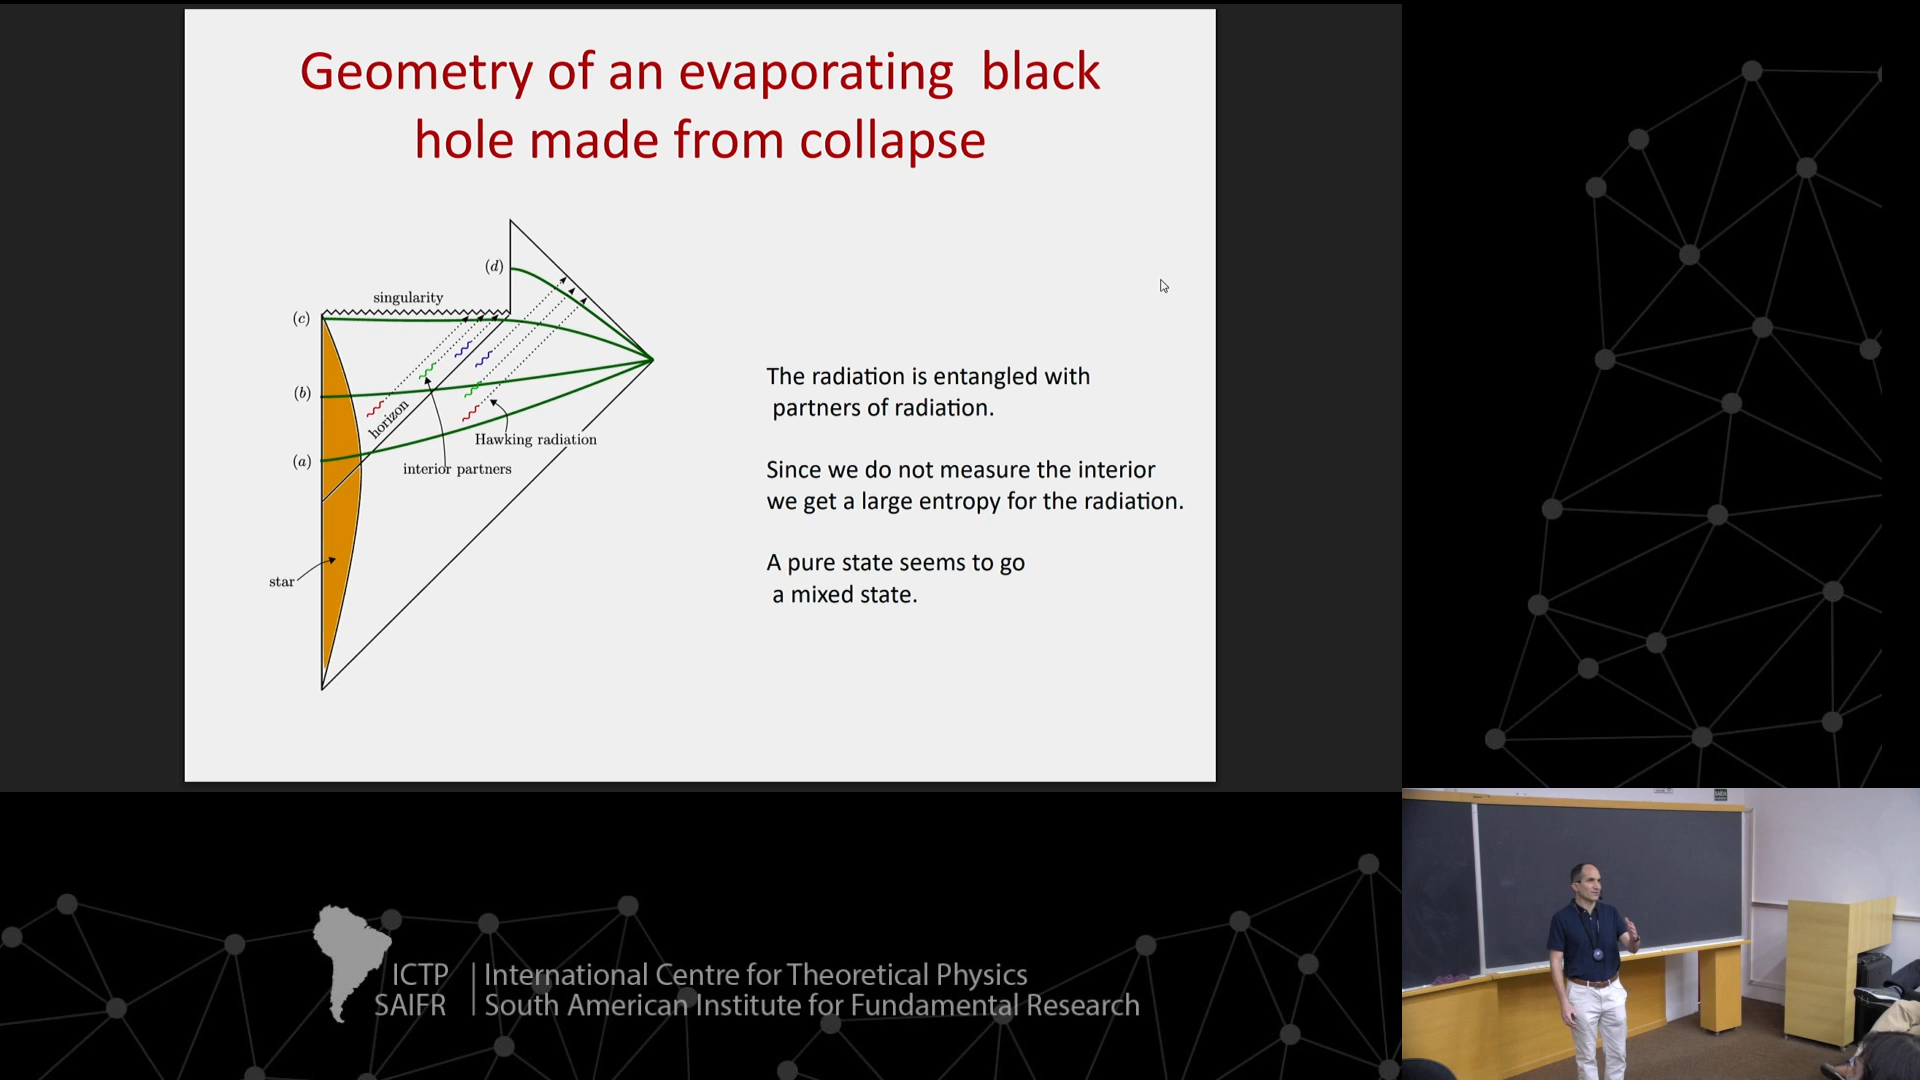 Geometry of an evaporating black
hole made from collapse
(d)
singularity
(c)
(b)
horizon
Hawking radiation
(a)
interior partners
star
The radiation is entangled with
partners of radiation.
Since we do not measure the interior
we get a large entropy for the radiation.
A pure state seems to go
a mixed state.
ICTP
SAIFR
International Centre for Theoretical Physics
South American Institute for Fundamental Research